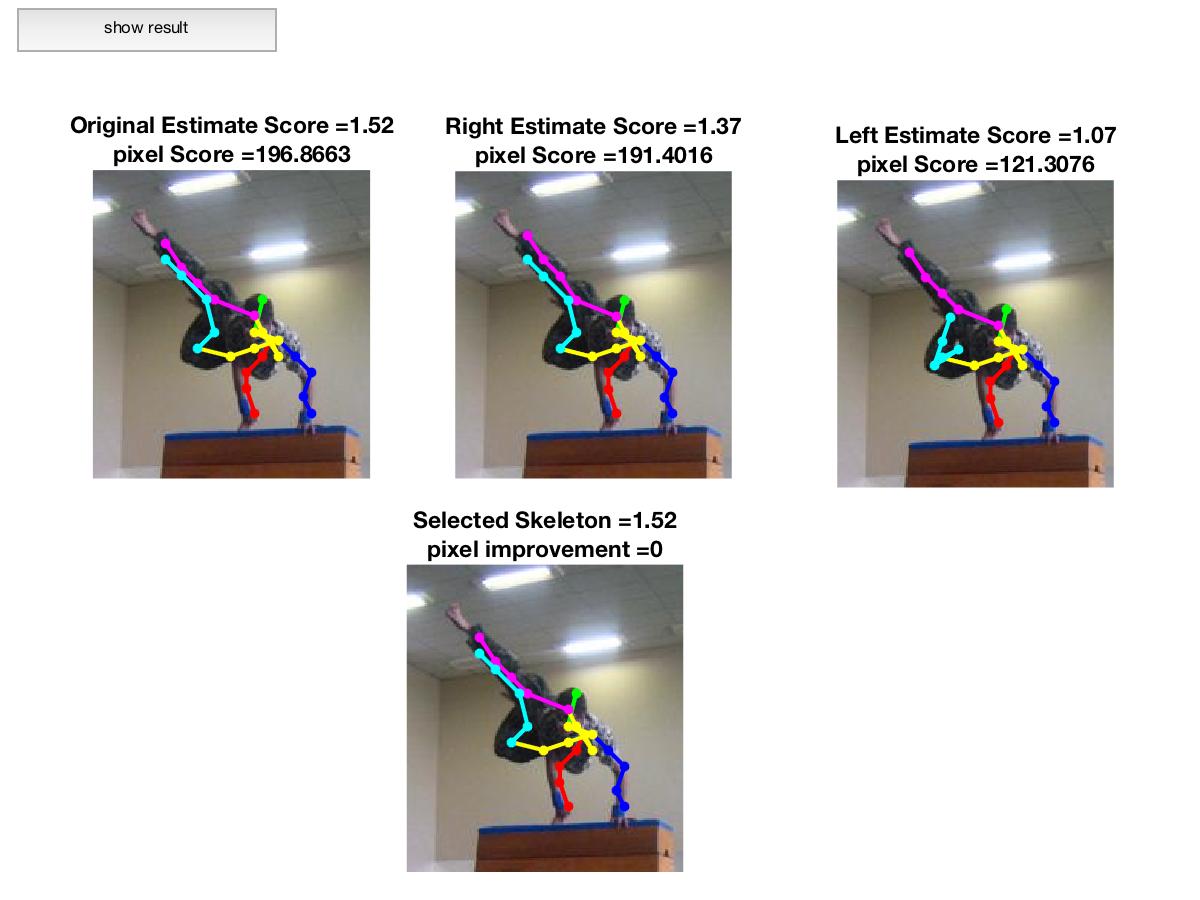 show result
Original Estimate Score =1.52
pixel Score =196.8663
Right Estimate Score =1.37
pixel Score =191.4016
Left Estimate Score =1.07
pixel Score =121.3076
Selected Skeleton =1.52
pixel improvement =0